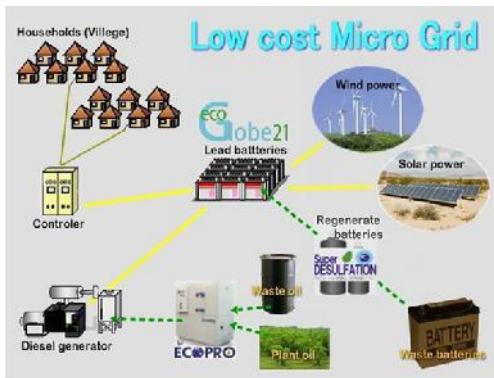 Households (Villege)
Low cost Micro Grid
Wind power
eco
Gobe21
Lead battteries
Solar power
Controler
Regenerate
batteries
Super
DESULFATION
Waste oil
BATTERY
Diesel generator
ECOPRO
Plant oil
Waste batteries